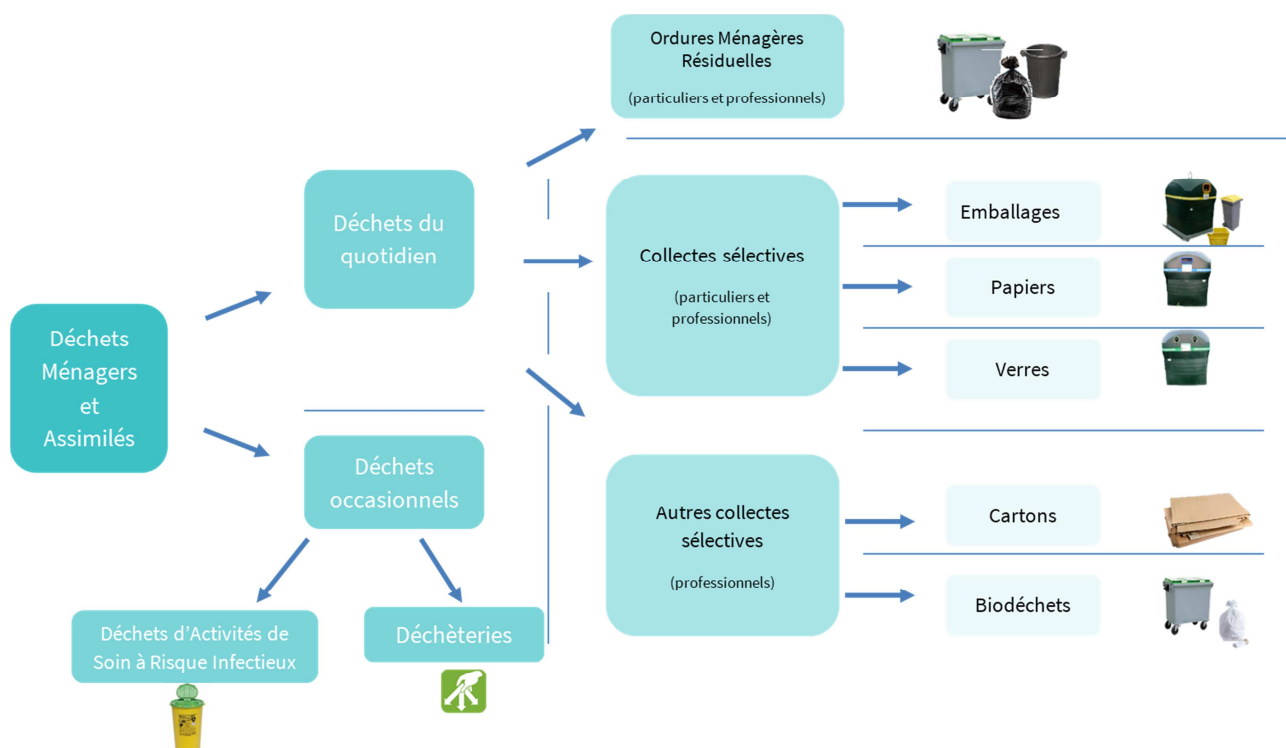 Ordures Ménagères
Résiduelles
(particuliers et professionnels)
Déchets du
quotidien
Collectes sélectives
(particuliers et
professionnels)
Emballages
Papiers
Verres
Déchets
Ménagers
et
Assimilés
Déchets
occasionnels
Autres collectes
sélectives
(professionnels)
Cartons
Biodéchets
Déchets d’Activités de
Soin à Risque Infectieux
Déchèteries